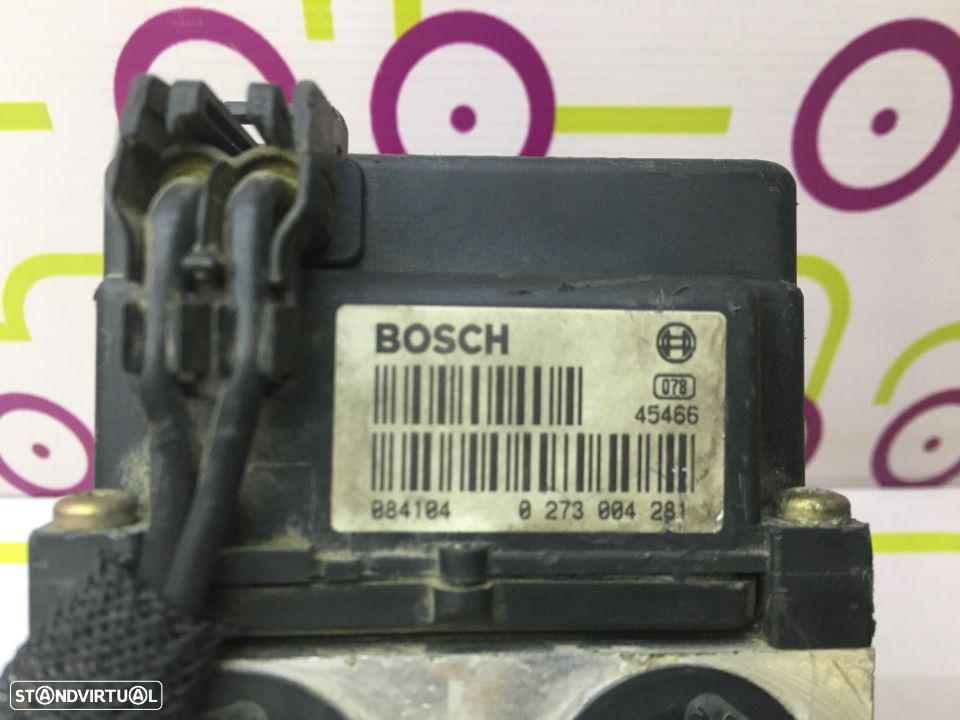 BOSCH
078
45466
084104 0 273 004 281
STANDVIRTUAL